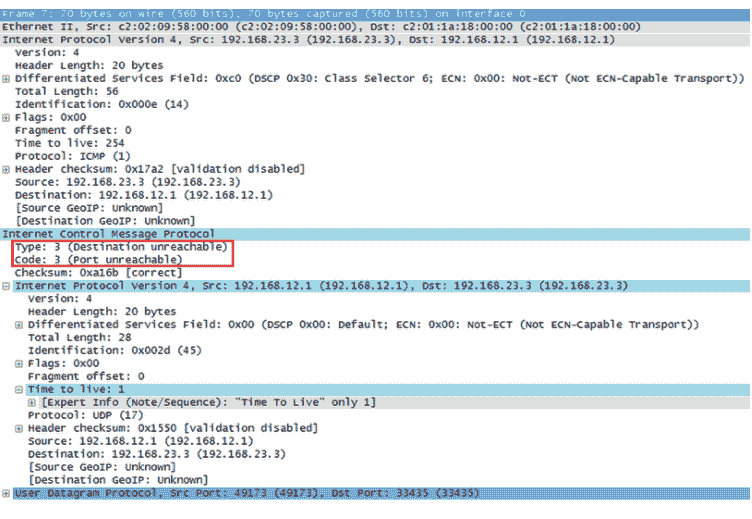 Frame 7: 70 bytes on wire (560 bits), 70 bytes captured (560 bits) on interface 0
Ethernet II, Src: c2:02:09:58:00:00 (c2:02:09:58:00:00), Dst: c2:01:1a:18:00:00 (c2:01:1a:18:00:00)
Internet Protocol Version 4, Src: 192.168.23.3 (192.168.23.3), Dst: 192.168.12.1 (192.168.12.1)
Version: 4
Header Length: 20 bytes
Differentiated Services Field: 0xc0 (DSCP 0x30: Class Selector 6; ECN: 0x00: Not-ECT (Not ECN-Capable Transport))
Total Length: 56
Identification: 0x000e (14)
Flags: 0x00
Fragment offset: 0
Time to live: 254
Protocol: ICMP (1)
Header checksum: 0x17a2 [validation disabled]
Source: 192.168.23.3 (192.168.23.3)
Destination: 192.168.12.1 (192.168.12.1)
[Source GeoIP: Unknown]
[Destination GeoIP: Unknown]
Internet Control Message Protocol
Type: 3 (Destination unreachable)
Code: 3 (Port unreachable)
Checksum: 0xa16b [correct]
Internet Protocol Version 4, Src: 192.168.12.1 (192.168.12.1), Dst: 192.168.23.3 (192.168.23.3)
Version: 4
Header Length: 20 bytes
Differentiated Services Field: 0x00 (DSCP 0x00: Default; ECN: 0x00: Not-ECT (Not ECN-Capable Transport))
Total Length: 28
Identification: 0x002d (45)
Flags: 0x00
Fragment offset: 0
Time to live: 1
[Expert Info (Note/Sequence): "Time To Live" only 1]
Protocol: UDP (17)
Header checksum: 0x1550 [validation disabled]
Source: 192.168.12.1 (192.168.12.1)
Destination: 192.168.23.3 (192.168.23.3)
[Source GeoIP: Unknown]
[Destination GeoIP: Unknown]
User Datagram Protocol, Src Port: 49173 (49173), Dst Port: 33435 (33435)